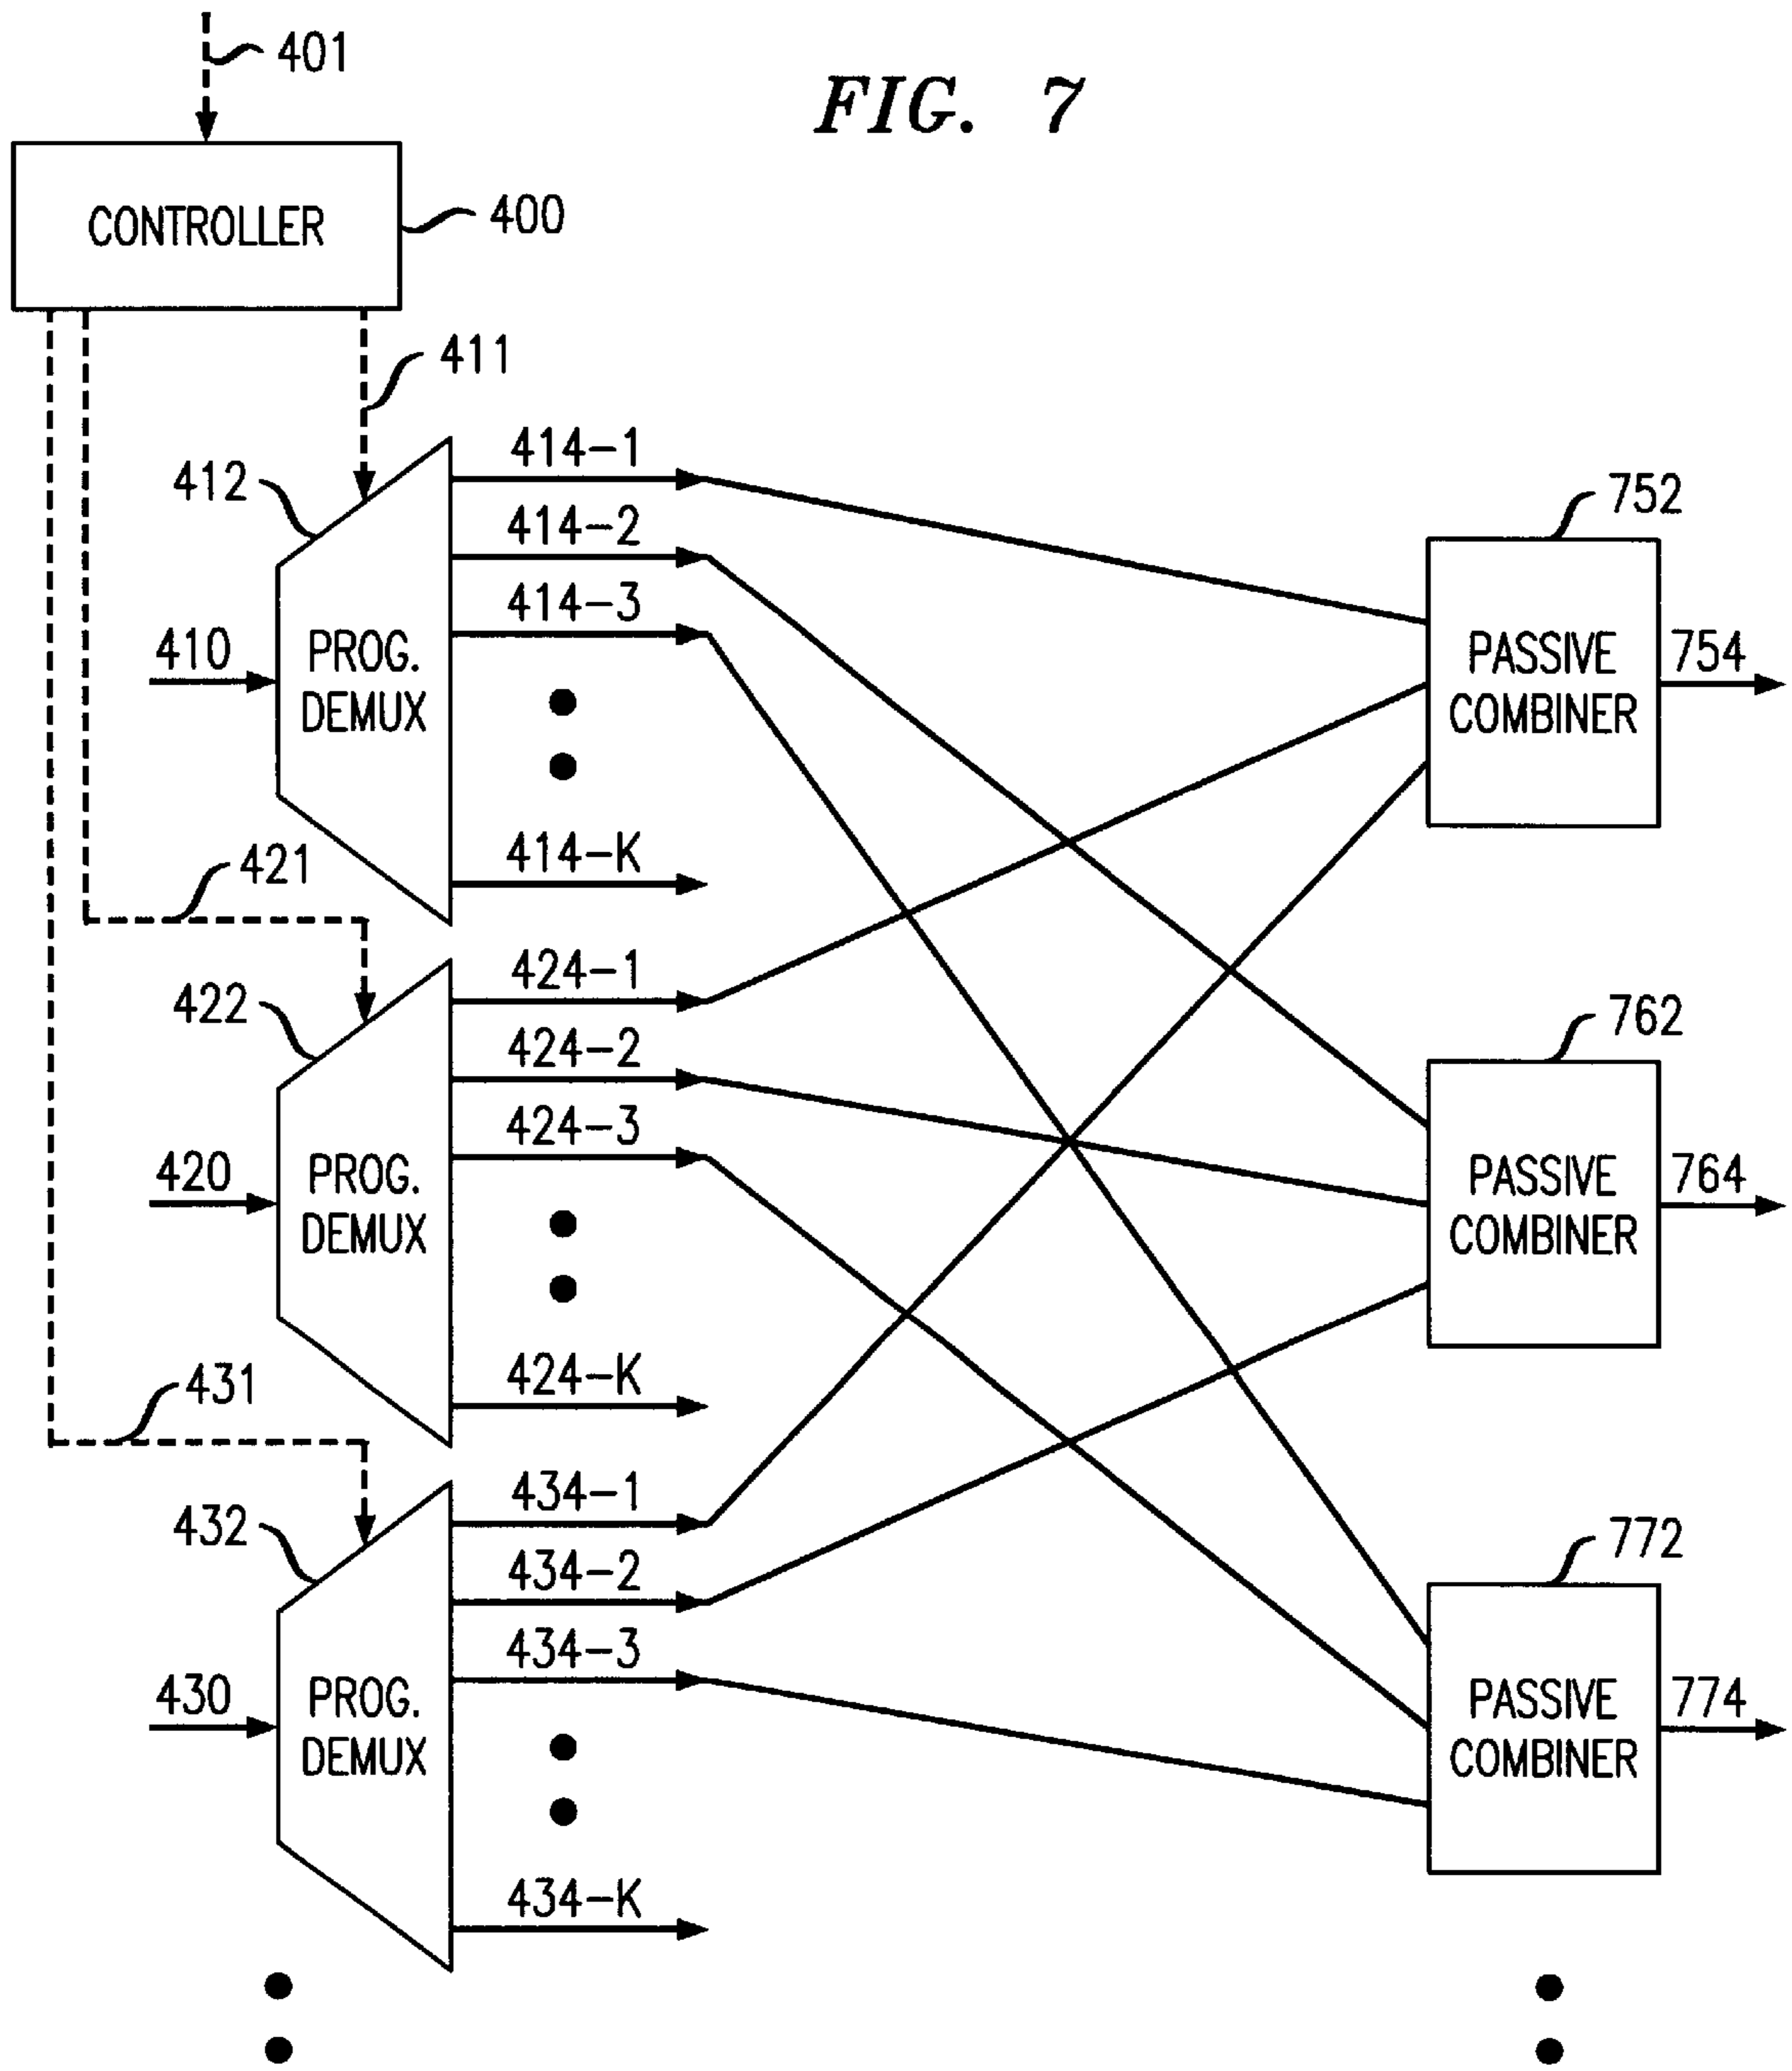 401
FIG. 7
CONTROLLER
400
411
414-1
412
414-2
752
414-3
410
PROG.
DEMUX
PASSIVE
COMBINER
754
414-K
421
424-1
422
424-2
762
424-3
420
PROG.
DEMUX
PASSIVE
COMBINER
764
424-K
431
434-1
432
434-2
772
434-3
430
PROG.
DEMUX
PASSIVE
COMBINER
774
434-K